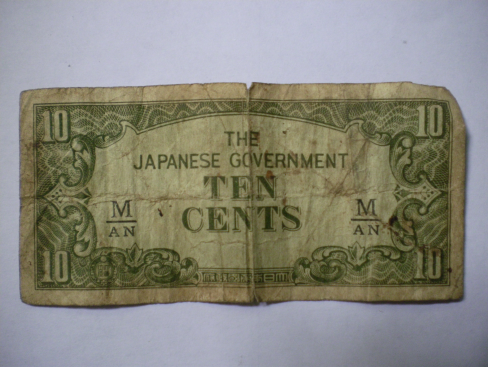 10 10
THE
JAPANESE GOVERNMENT
TEN
CENTS
M M
AN AN
10 10